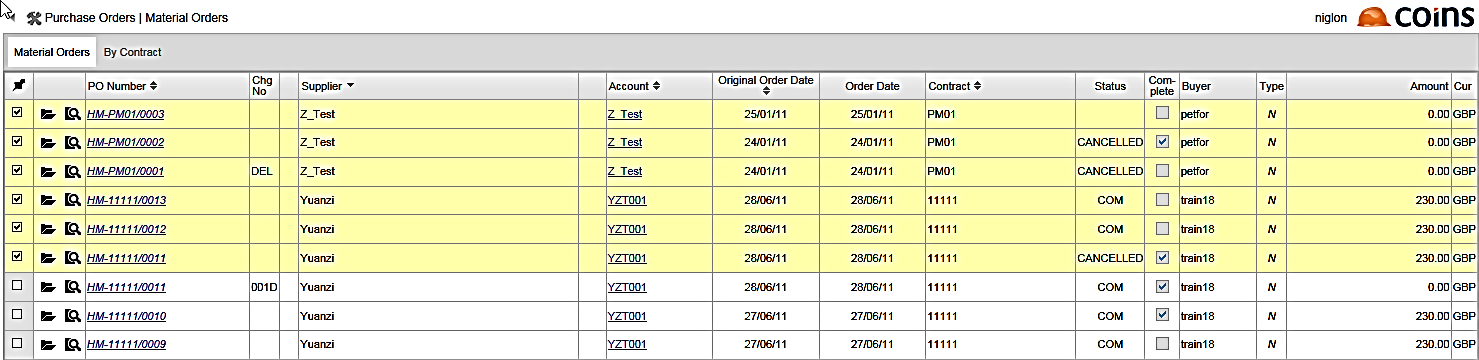 Purchase Orders | Material Orders niglon coins
Material Orders By Contract
PO Number Chg No Supplier Account Original Order Date Order Date Contract Status Com-plete Buyer Type Amount Cur
HM-PM01/0003 Z_Test Z_Test 25/01/11 25/01/11 PM01 petfor N 0.00 GBP
HM-PM01/0002 Z_Test Z_Test 24/01/11 24/01/11 PM01 CANCELLED petfor N 0.00 GBP
HM-PM01/0001 DEL Z_Test Z_Test 24/01/11 24/01/11 PM01 CANCELLED petfor N 0.00 GBP
HM-11111/0013 Yuanzi YZT001 28/06/11 28/06/11 11111 COM train18 N 230.00 GBP
HM-11111/0012 Yuanzi YZT001 28/06/11 28/06/11 11111 COM train18 N 230.00 GBP
HM-11111/0011 Yuanzi YZT001 28/06/11 28/06/11 11111 CANCELLED train18 N 230.00 GBP
HM-11111/0011 001D Yuanzi YZT001 28/06/11 28/06/11 11111 COM train18 N 0.00 GBP
HM-11111/0010 Yuanzi YZT001 27/06/11 27/06/11 11111 COM train18 N 230.00 GBP
HM-11111/0009 Yuanzi YZT001 27/06/11 27/06/11 11111 COM train18 N 230.00 GBP